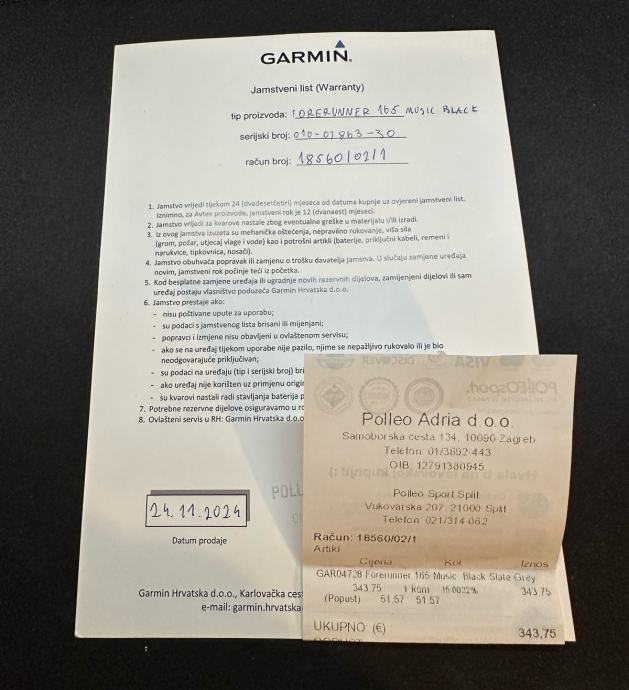 GARMIN.
Jamstveni list (Warranty)
tip proizvoda: FORERUNNER 165 MUSIC BLACK
serijski broj: 010-02863-30
račun broj: 18560/02/1
1. Jamstvo vrijedi tijekom 24 (dvadesetčetiri) mjeseca od datuma kupnje uz ovjereni jamstveni list.
Iznimno, za Avteк proizvode, jamstveni rok je 12 (dvanaest) mjeseci.
2. Jamstvo vrijedi za kvarove nastale zbog eventualne greške u materijalu i/ili izradi.
3. Iz ovog jamstva izuzeta su mehanička oštećenja, nepravilno rukovanje, viša sila
(grom, požar, utjecaj vlage i vode) kao i potrošni artikli (baterije, priključni kabeli, remeni i
narukvice, tipkovnica, nosači).
4. Jamstvo obuhvaća popravak ili zamjenu o trošku davatelja jamstva. U slučaju zamjene uređaja
novim, jamstveni rok počinje teći iz početka.
5. Kod besplatne zamjene uređaja ili ugradnje novih rezervnih dijelova, zamijenjeni dijelovi ili sam
uređaj postaju vlasništvo poduzeća Garmin Hrvatska d.o.o.
6. Jamstvo prestaje ako:
- nisu poštivane upute za uporabu;
- su podaci s jamstvenog lista brisani ili mijenjani;
- popravci i izmjene nisu obavljeni u ovlaštenom servisu;
- ako se na uređaj tijekom uporabe nije pazilo, njime se nepažljivo rukovalo ili je bio
neodgovarajuće priključivan;
- su podaci na uređaju (tip i serijski broj) bri
- ako uređaj nije korišten uz primjenu origin
- su kvarovi nastali radi stavljanja baterija p
7. Potrebne rezervne dijelove osiguravamo u ro
8. Ovlašteni servis u RH: Garmin Hrvatska d.o.o
POLL
24.11.2024
Datum prodaje
Garmin Hrvatska d.o.o., Karlovačka ces
e-mail: garmin.hrvatska
VISA DISCOVER
POLLEOsport
Polleo Adria d.o.o.
Samoborska cesta 134, 10090 Zagreb
Telefon: 01/3692-443
OIB: 12791380945
Polleo Sport Split
Vukovarska 207, 21000 Split
Telefon: 021/314-062
Račun: 18560/02/1
Artikl
Cijena Kol Iznos
GAR04728 Forerunner 165 Music, Black Slate Grey
343,75 1 kom 15.0022% 343,75
(Popust) 51,57 51,57
UKUPNO: (€) 343,75